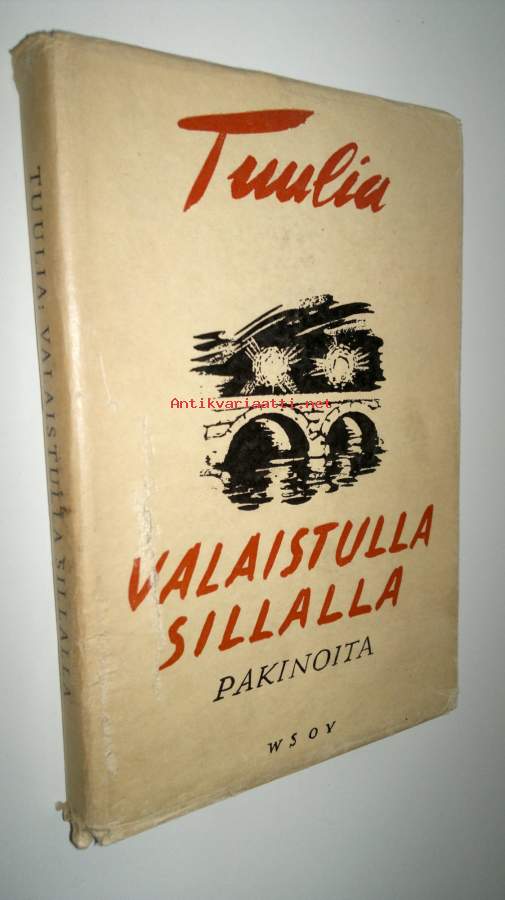 Tuulia
Antikvariaatti.net
VALAISTULLA
SILLALLA
PAKINOITA
WSOY
TUULIA: VALAISTULLA SILLALLA